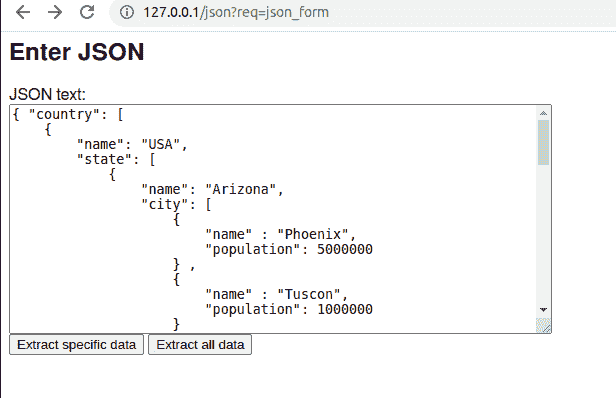 127.0.0.1/json?req=json_form
Enter JSON
JSON text:
{ "country": [
    {
        "name": "USA",
        "state": [
            {
                "name": "Arizona",
                "city": [
                    {
                        "name" : "Phoenix",
                        "population": 5000000
                    } ,
                    {
                        "name" : "Tuscon",
                        "population": 1000000
                    }
Extract specific data Extract all data